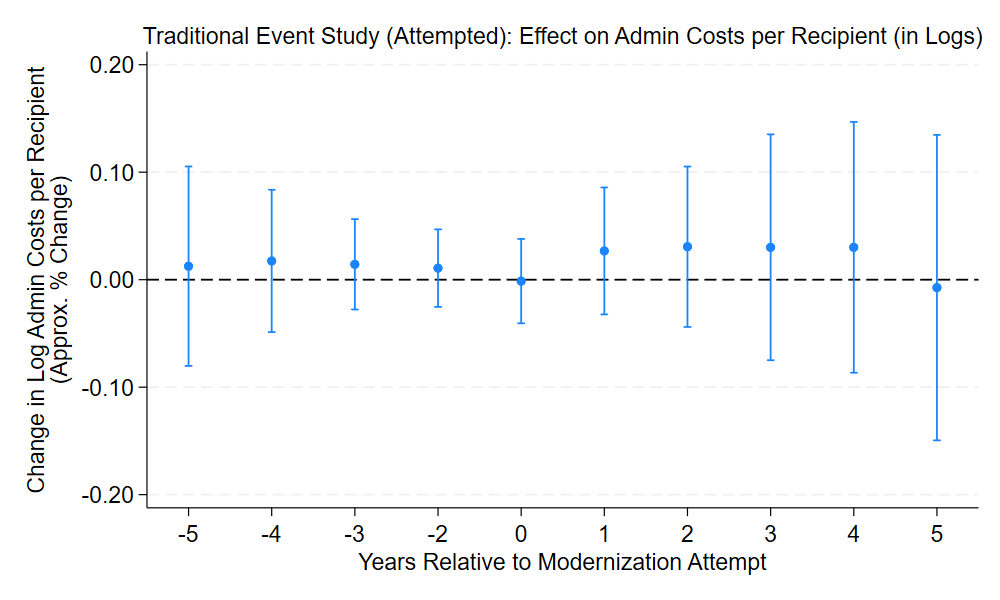 Traditional Event Study (Attempted): Effect on Admin Costs per Recipient (in Logs)
Change in Log Admin Costs per Recipient
(Approx. % Change)
0.20
0.10
0.00
-0.10
-0.20
-5 -4 -3 -2 0 1 2 3 4 5
Years Relative to Modernization Attempt